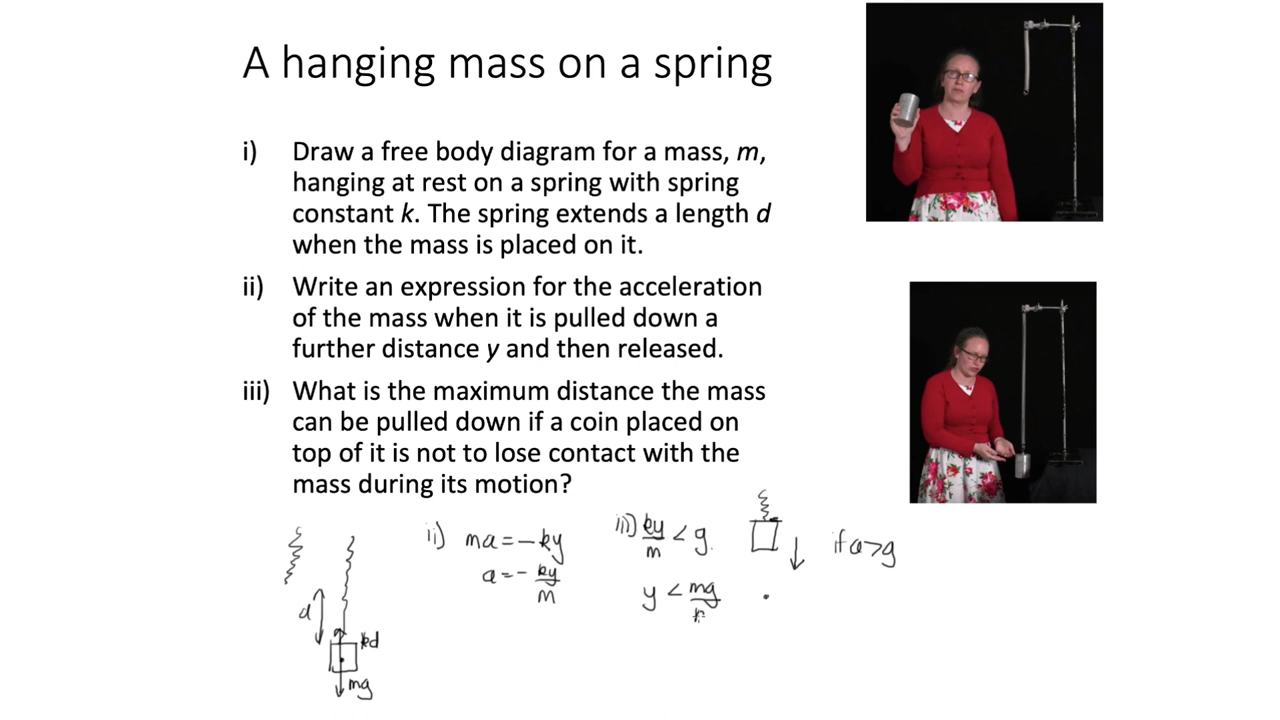 A hanging mass on a spring
i) Draw a free body diagram for a mass, m,
hanging at rest on a spring with spring
constant k. The spring extends a length d
when the mass is placed on it.
ii) Write an expression for the acceleration
of the mass when it is pulled down a
further distance y and then released.
iii) What is the maximum distance the mass
can be pulled down if a coin placed on
top of it is not to lose contact with the
mass during its motion?
d
kd
mg
ii) ma = -ky
a = - ky/m
iii) ky/m < g.
y < mg/k
if a > g